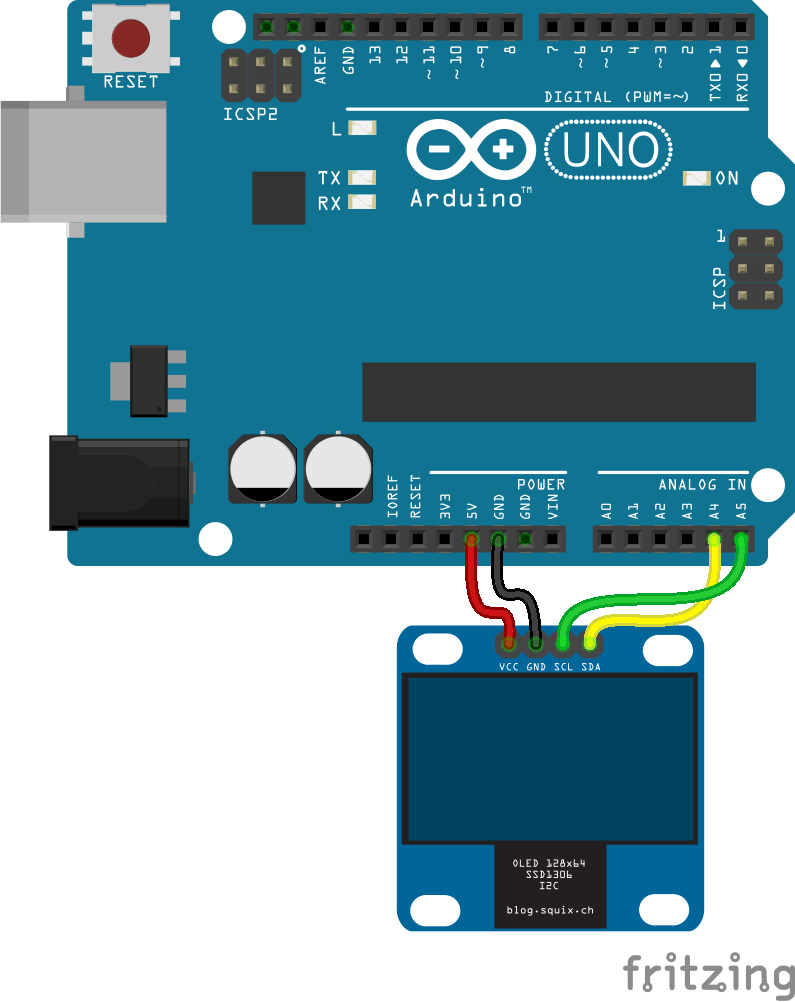 RESET
AREF
GND
13
12
~11
~10
~9
8
7
~6
~5
4
~3
2
TX0▶1
RX0◀0
ICSP2
DIGITAL (PWM=~)
L
TX
RX
UNO
Arduino™
ON
1
ICSP
POWER
ANALOG IN
IOREF
RESET
3V3
5V
GND
GND
VIN
A0
A1
A2
A3
A4
A5
VCC GND SCL SDA
OLED 128x64
SSD1306
I2C
blog.squix.ch
fritzing